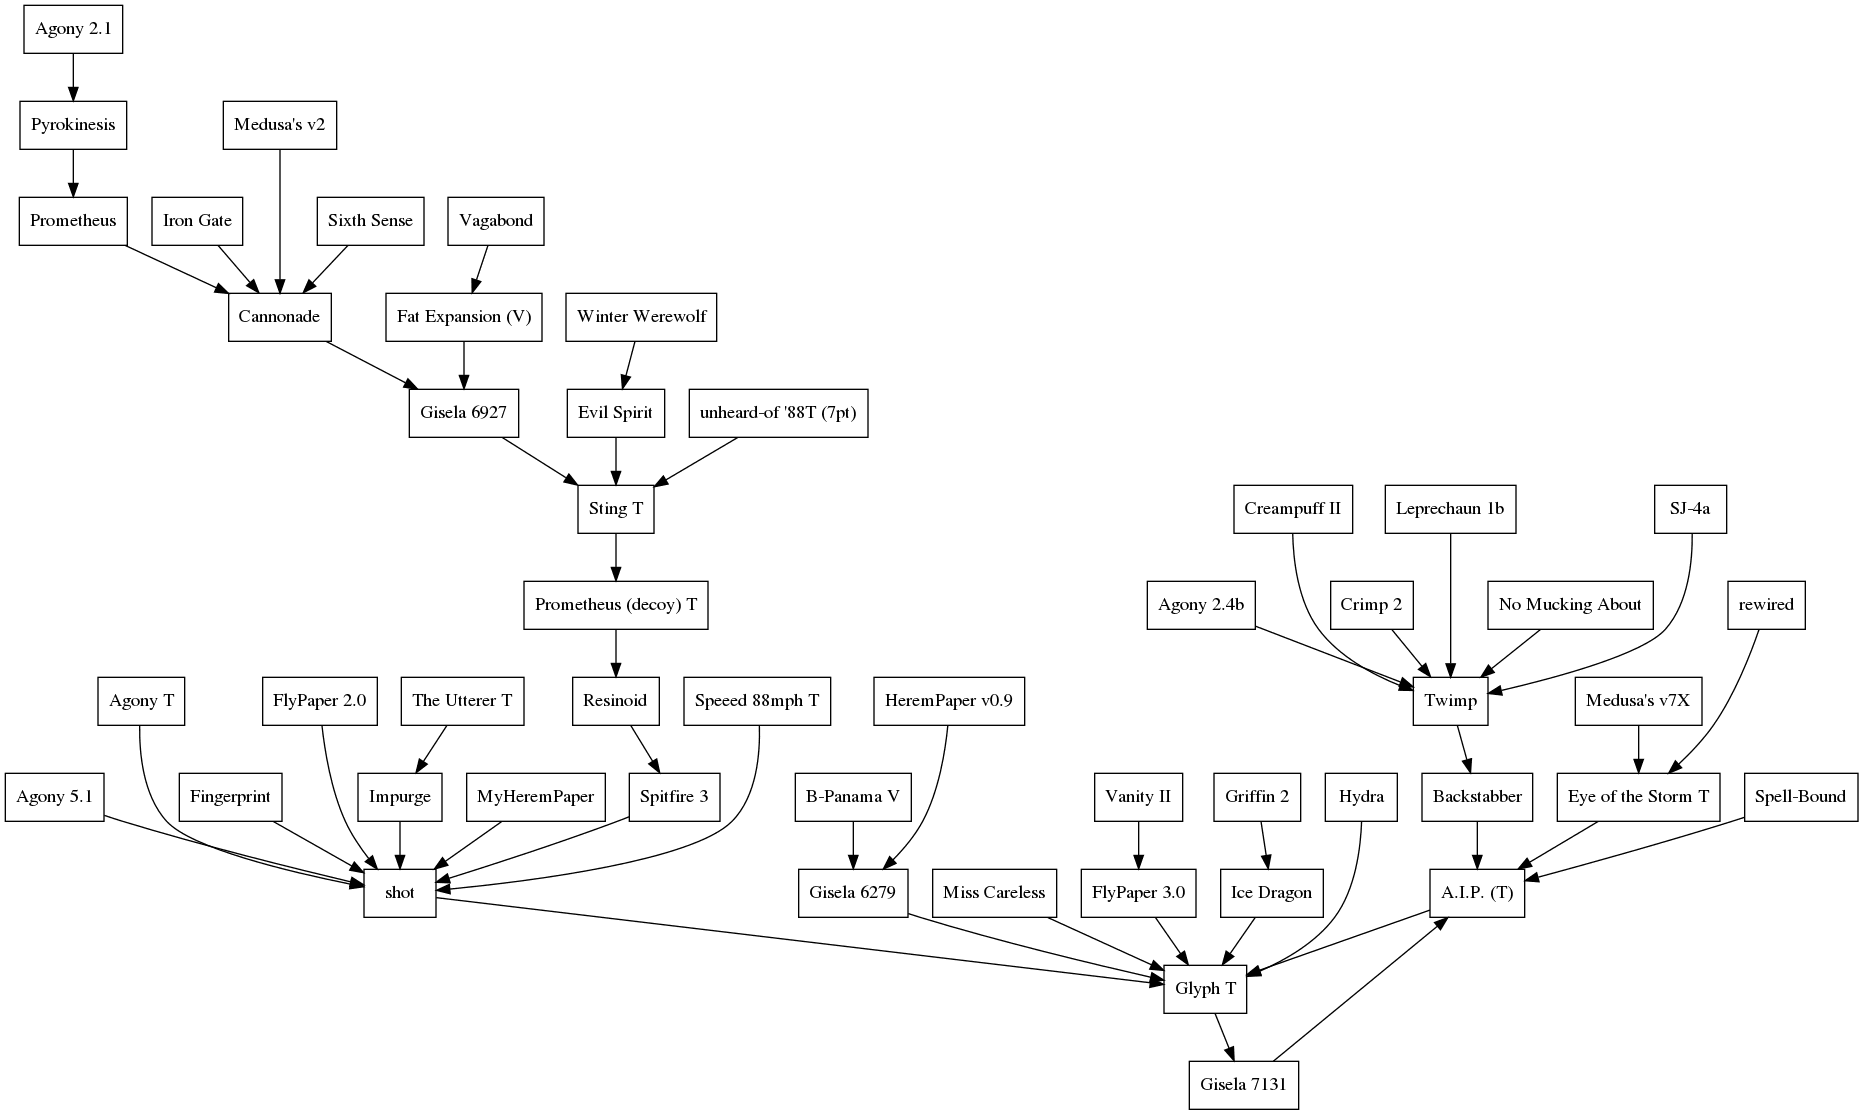 Agony 2.1
Pyrokinesis
Medusa's v2
Prometheus
Iron Gate
Sixth Sense
Vagabond
Cannonade
Fat Expansion (V)
Winter Werewolf
Gisela 6927
Evil Spirit
unheard-of '88T (7pt)
Sting T
Creampuff II
Leprechaun 1b
SJ-4a
Prometheus (decoy) T
Agony 2.4b
Crimp 2
No Mucking About
rewired
Agony T
FlyPaper 2.0
The Utterer T
Resinoid
Speeed 88mph T
HeremPaper v0.9
Twimp
Medusa's v7X
Agony 5.1
Fingerprint
Impurge
MyHeremPaper
Spitfire 3
B-Panama V
Vanity II
Griffin 2
Hydra
Backstabber
Eye of the Storm T
Spell-Bound
shot
Gisela 6279
Miss Careless
FlyPaper 3.0
Ice Dragon
A.I.P. (T)
Glyph T
Gisela 7131